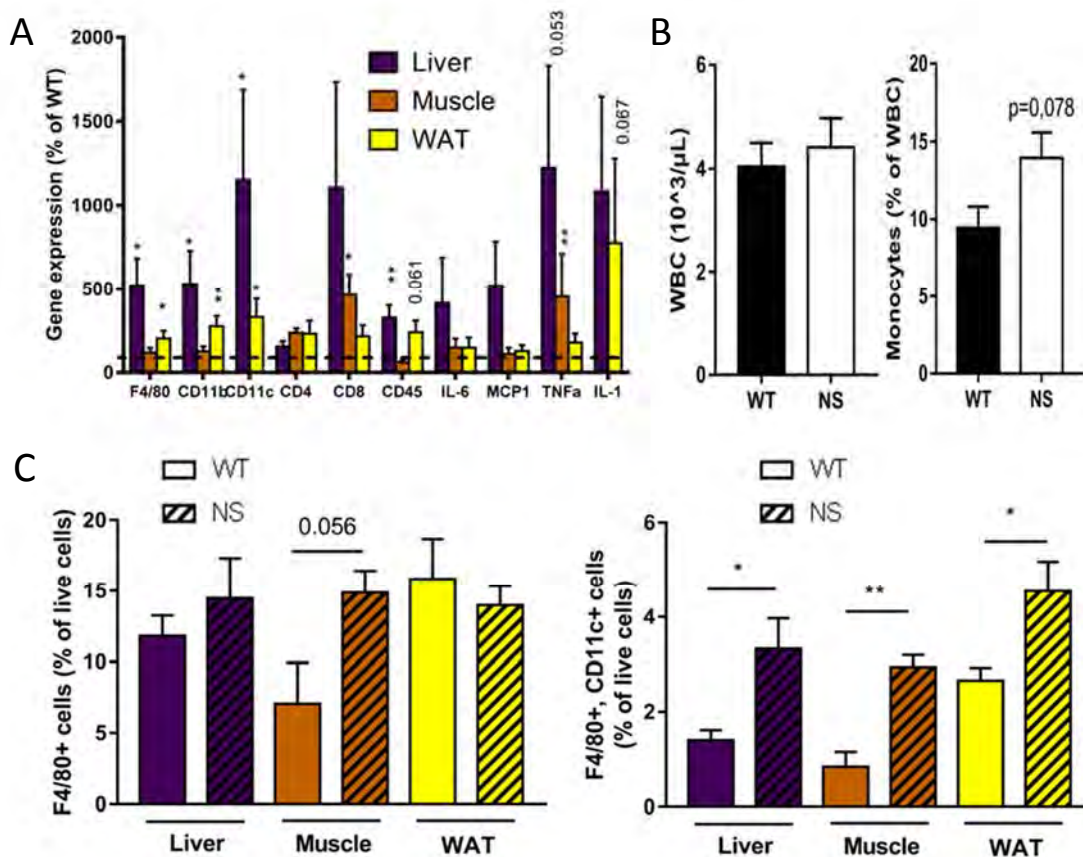 A
Gene expression (% of WT)
2000
1500
1000
500
0
Liver
Muscle
WAT
*
*
*
**
*
*
*
**
0.061
0.053
**
0.067
F4/80 CD11b CD11c CD4 CD8 CD45 IL-6 MCP1 TNFa IL-1
B
WBC (10^3/µL)
6
4
2
0
WT NS
Monocytes (% of WBC)
20
15
10
5
0
p=0,078
WT NS
C
WT
NS
F4/80+ cells (% of live cells)
20
15
10
5
0
0.056
Liver Muscle WAT
WT
NS
F4/80+, CD11c+ cells
(% of live cells)
6
4
2
0
*
**
*
Liver Muscle WAT